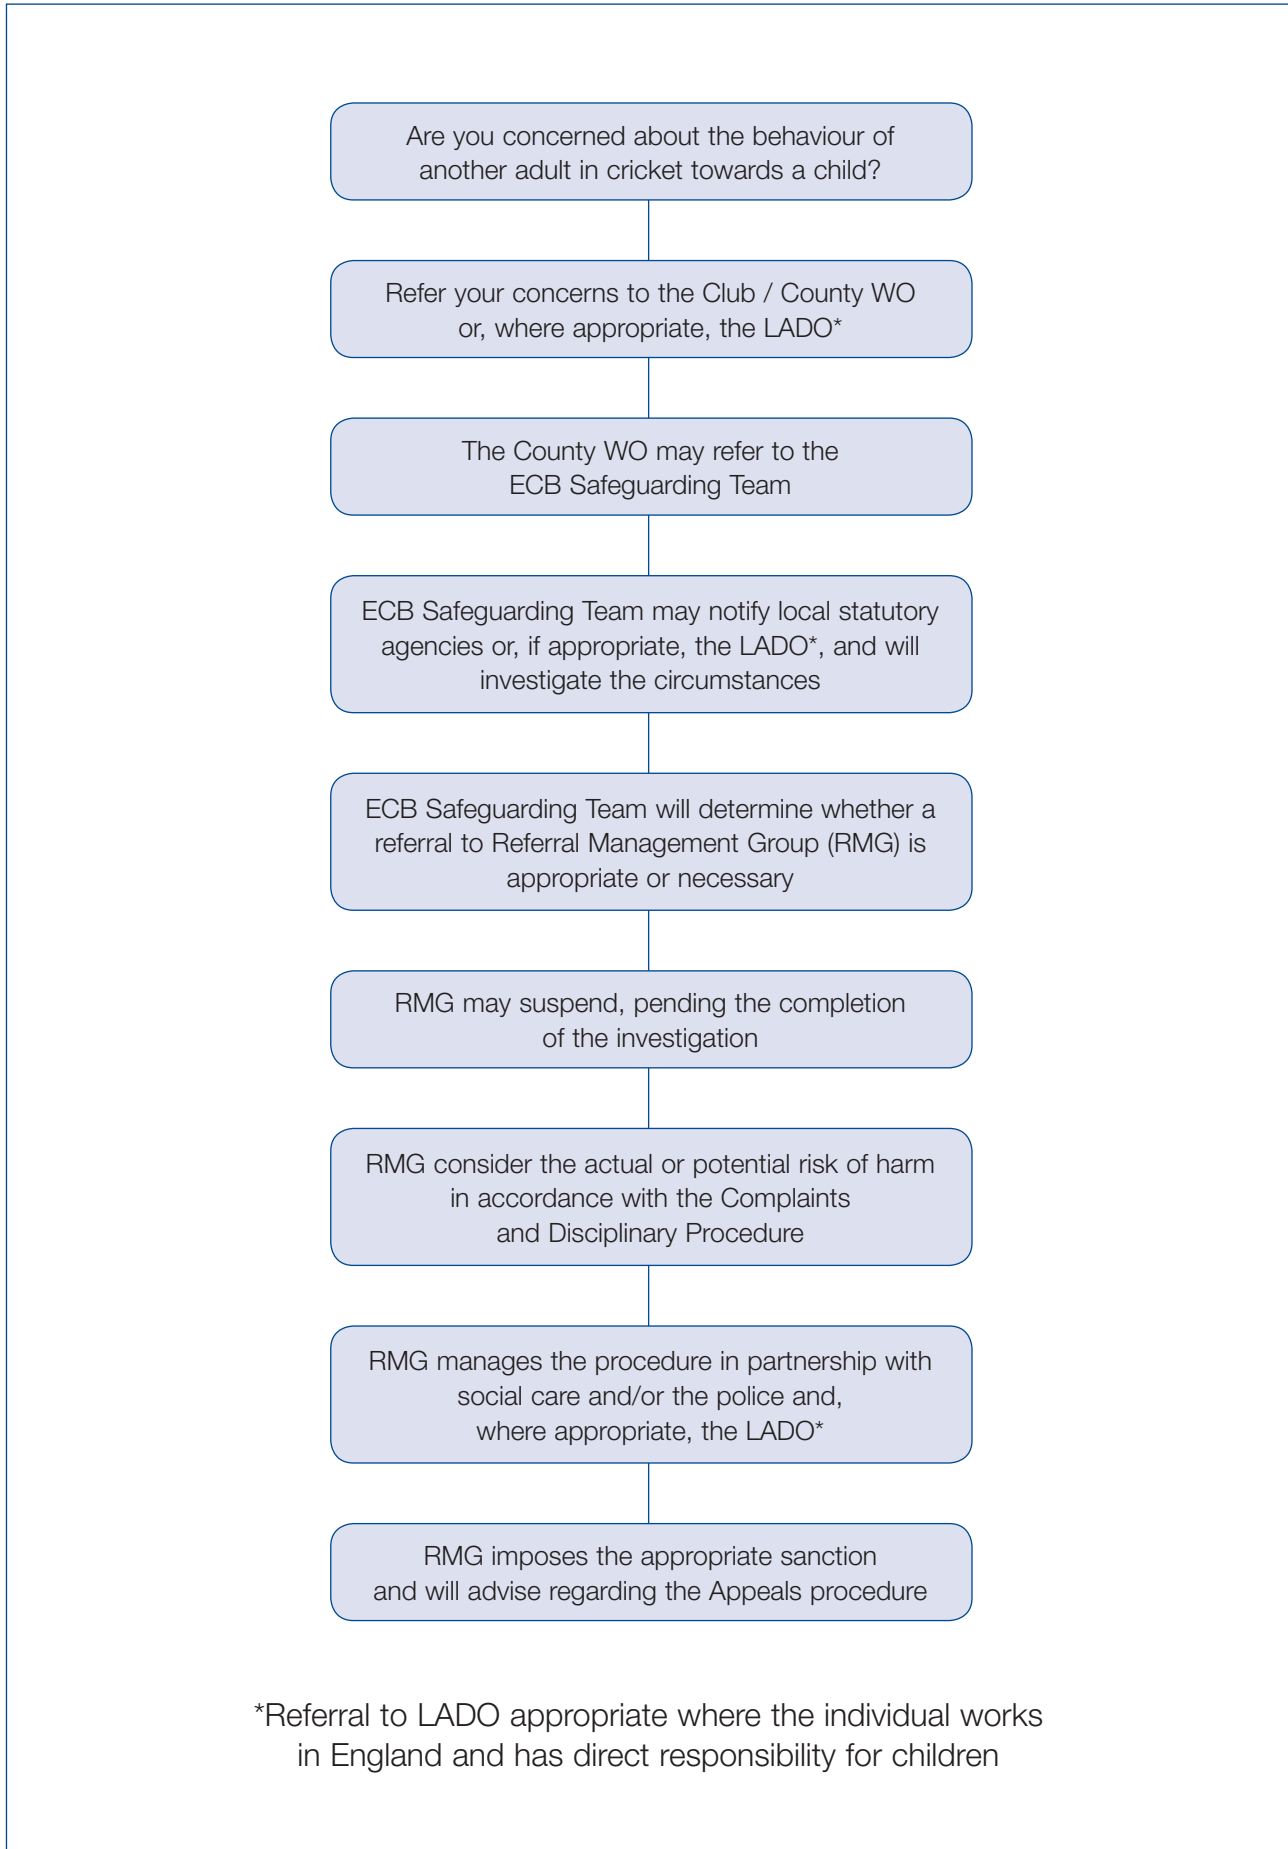 Are you concerned about the behaviour of
another adult in cricket towards a child?
Refer your concerns to the Club / County WO
or, where appropriate, the LADO*
The County WO may refer to the
ECB Safeguarding Team
ECB Safeguarding Team may notify local statutory
agencies or, if appropriate, the LADO*, and will
investigate the circumstances
ECB Safeguarding Team will determine whether a
referral to Referral Management Group (RMG) is
appropriate or necessary
RMG may suspend, pending the completion
of the investigation
RMG consider the actual or potential risk of harm
in accordance with the Complaints
and Disciplinary Procedure
RMG manages the procedure in partnership with
social care and/or the police and,
where appropriate, the LADO*
RMG imposes the appropriate sanction
and will advise regarding the Appeals procedure
*Referral to LADO appropriate where the individual works
in England and has direct responsibility for children